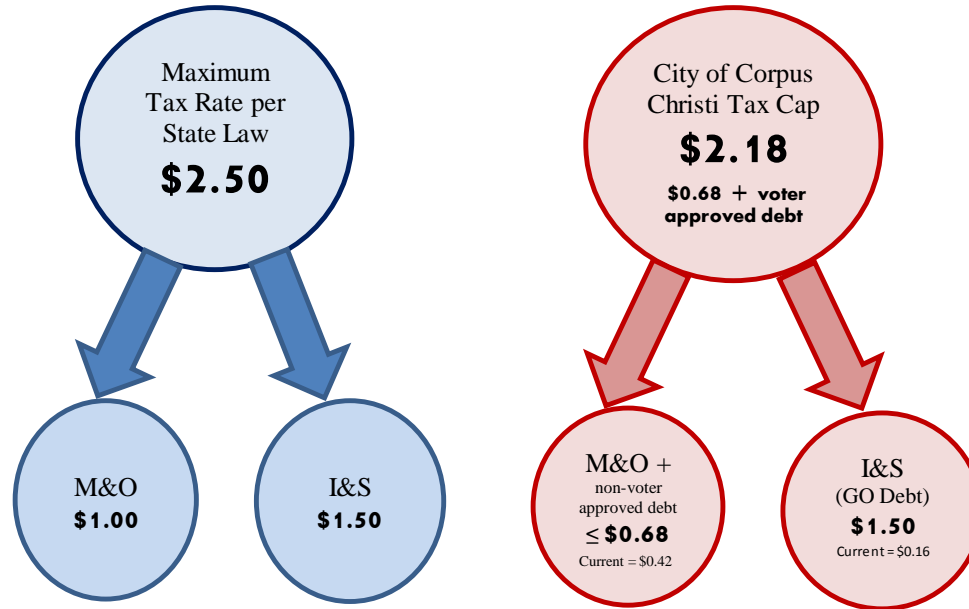 Maximum
Tax Rate per
State Law
$2.50
M&O
$1.00
I&S
$1.50
City of Corpus
Christi Tax Cap
$2.18
$0.68 + voter
approved debt
M&O +
non-voter
approved debt
≤ $0.68
Current = $0.42
I&S
(GO Debt)
$1.50
Current = $0.16